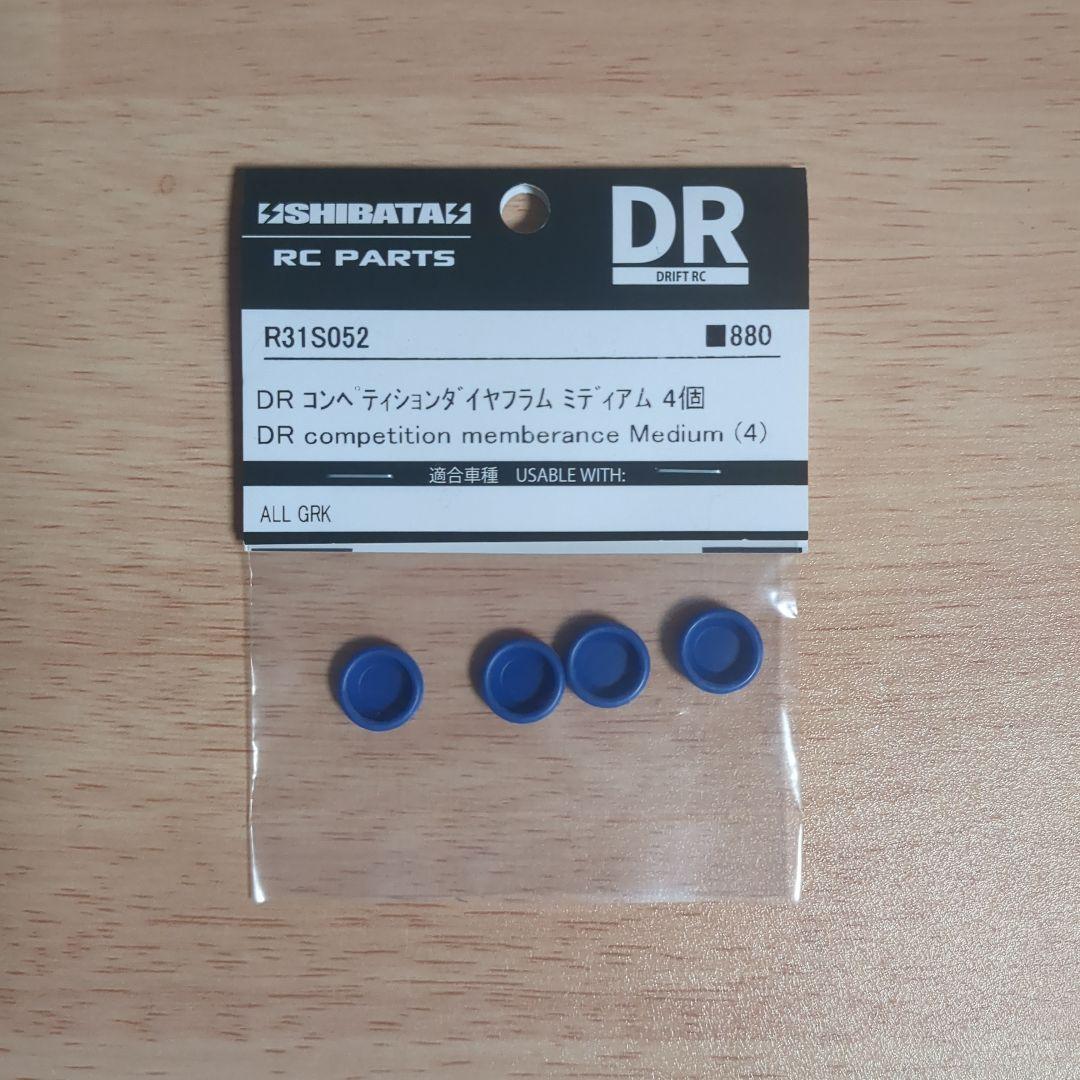 SHIBATA
RC PARTS
DR
DRIFT RC
R31S052 ■880
DR コンペティションダイヤフラム ミディアム 4個
DR competition memberance Medium (4)
適合車種 USABLE WITH:
ALL GRK